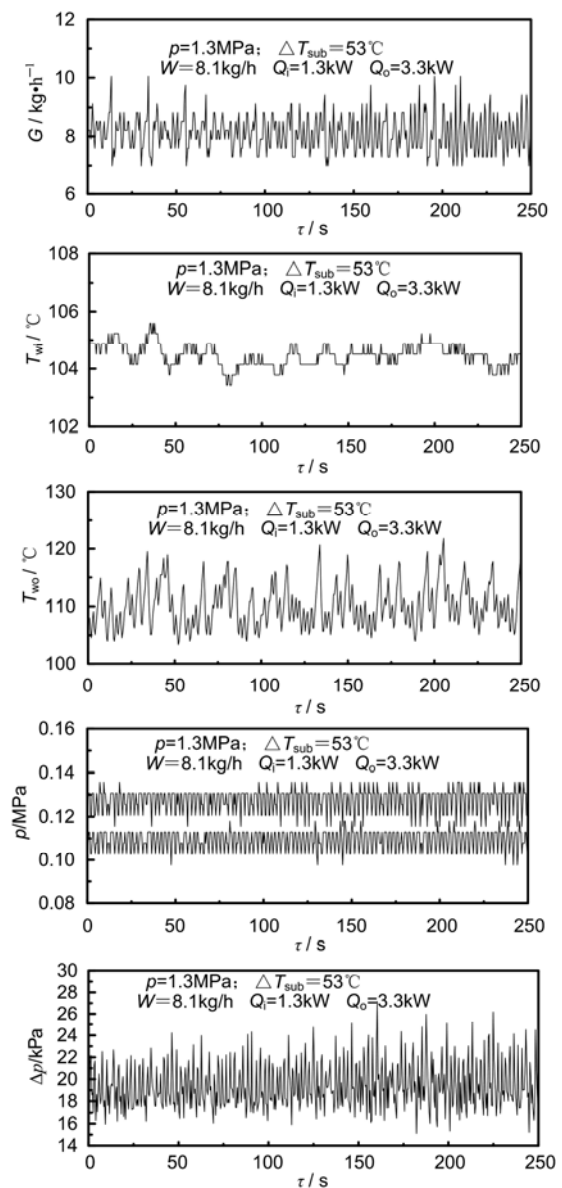 12
p=1.3MPa; △Tsub=53℃
W=8.1kg/h Qi=1.3kW Qo=3.3kW
10
G / kg•h−1
8
6
0 50 100 150 200 250
τ / s
108
p=1.3MPa; △Tsub=53℃
W=8.1kg/h Qi=1.3kW Qo=3.3kW
106
Twi / ℃
104
102
0 50 100 150 200 250
τ / s
130
p=1.3MPa; △Tsub=53℃
W=8.1kg/h Qi=1.3kW Qo=3.3kW
120
Two / ℃
110
100
0 50 100 150 200 250
τ / s
0.16
p=1.3MPa; △Tsub=53℃
W=8.1kg/h Qi=1.3kW Qo=3.3kW
0.14
p/MPa
0.12
0.10
0.08
0 50 100 150 200 250
τ / s
30
p=1.3MPa; △Tsub=53℃
28
W=8.1kg/h Qi=1.3kW Qo=3.3kW
26
24
22
Δp/kPa
20
18
16
14
0 50 100 150 200 250
τ / s